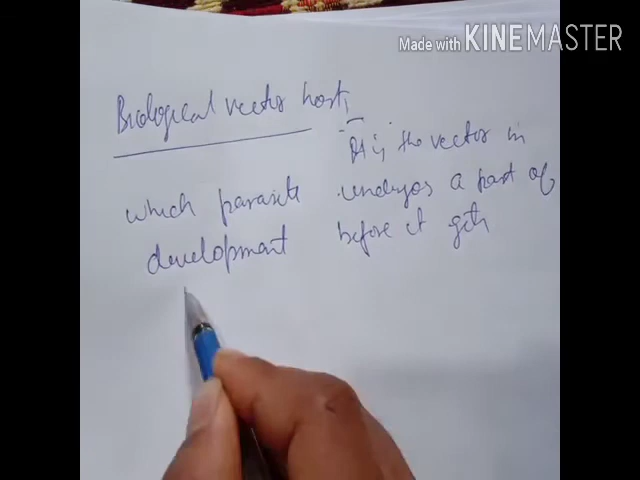 Made with KINEMASTER
Biological vector host,
It is the vector in
which parasite undergoes a part of
development before it gets